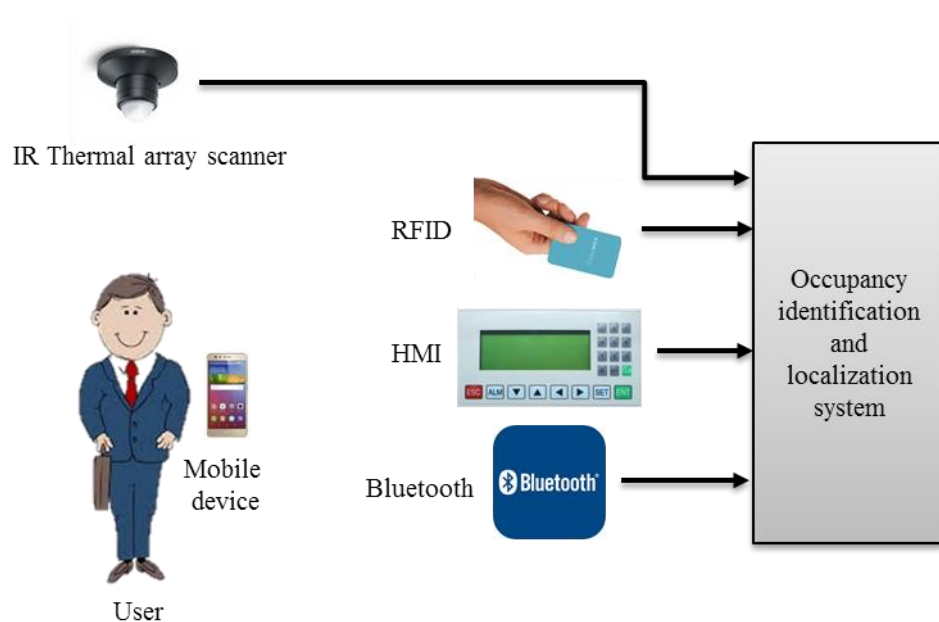 IR Thermal array scanner
RFID
HMI
ESC ALM SET ENT
Bluetooth
Bluetooth
Mobile
device
User
Occupancy
identification
and
localization
system